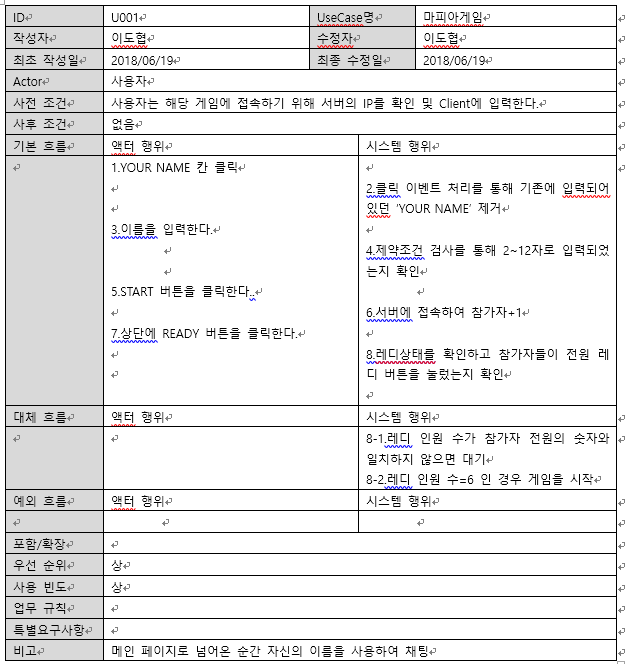 ID U001 UseCase명 마피아게임
작성자 이도협 수정자 이도협
최초 작성일 2018/06/19 최종 수정일 2018/06/19
Actor 사용자
사전 조건 사용자는 해당 게임에 접속하기 위해 서버의 IP를 확인 및 Client에 입력한다.
사후 조건 없음
기본 흐름 액터 행위 시스템 행위
1.YOUR NAME 칸 클릭
2.클릭 이벤트 처리를 통해 기존에 입력되어
있던 'YOUR NAME' 제거
3.이름을 입력한다.
4.제약조건 검사를 통해 2~12자로 입력되었
는지 확인
5.START 버튼을 클릭한다..
6.서버에 접속하여 참가자+1
7.상단에 READY 버튼을 클릭한다.
8.레디상태를 확인하고 참가자들이 전원 레
디 버튼을 눌렀는지 확인
대체 흐름 액터 행위 시스템 행위
8-1.레디 인원 수가 참가자 전원의 숫자와
일치하지 않으면 대기
8-2.레디 인원 수=6 인 경우 게임을 시작
예외 흐름 액터 행위 시스템 행위
포함/확장
우선 순위 상
사용 빈도 상
업무 규칙
특별요구사항
비고 메인 페이지로 넘어온 순간 자신의 이름을 사용하여 채팅